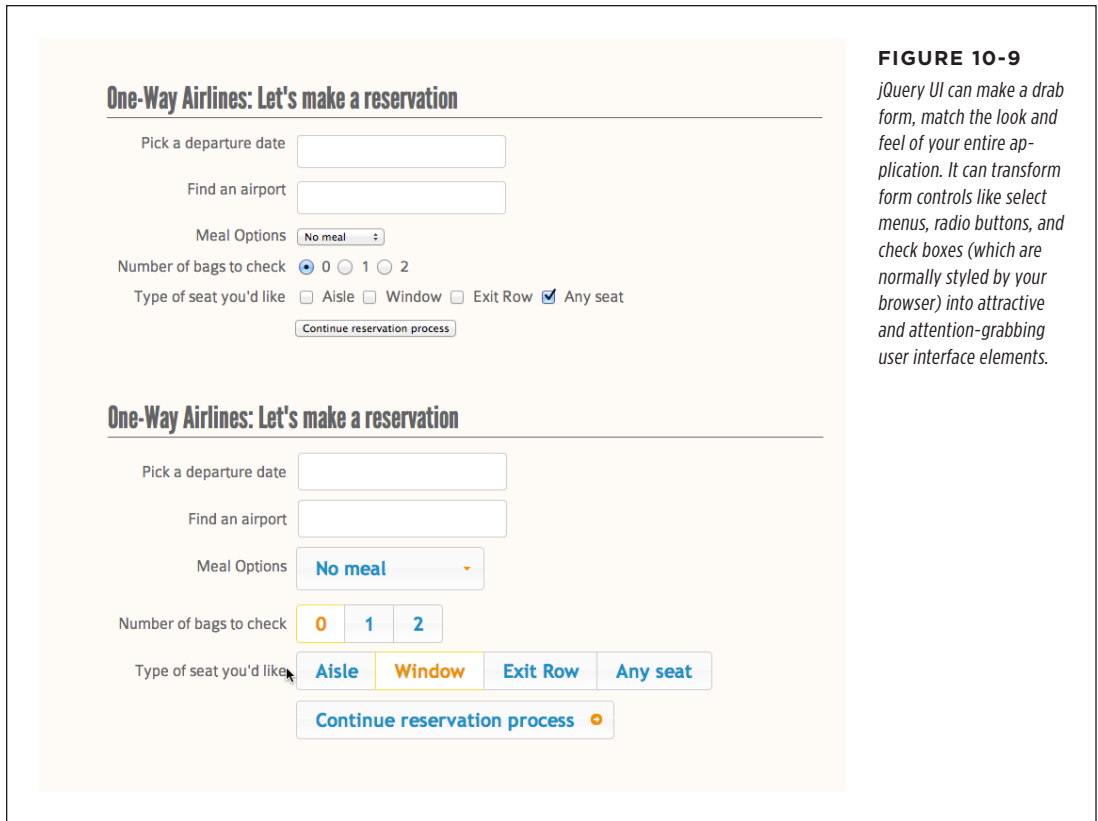 One-Way Airlines: Let's make a reservation
Pick a departure date
Find an airport
Meal Options No meal
Number of bags to check 0 1 2
Type of seat you'd like Aisle Window Exit Row Any seat
Continue reservation process
One-Way Airlines: Let's make a reservation
Pick a departure date
Find an airport
Meal Options No meal
Number of bags to check 0 1 2
Type of seat you'd like Aisle Window Exit Row Any seat
Continue reservation process
FIGURE 10-9
jQuery UI can make a drab
form, match the look and
feel of your entire ap-
plication. It can transform
form controls like select
menus, radio buttons, and
check boxes (which are
normally styled by your
browser) into attractive
and attention-grabbing
user interface elements.